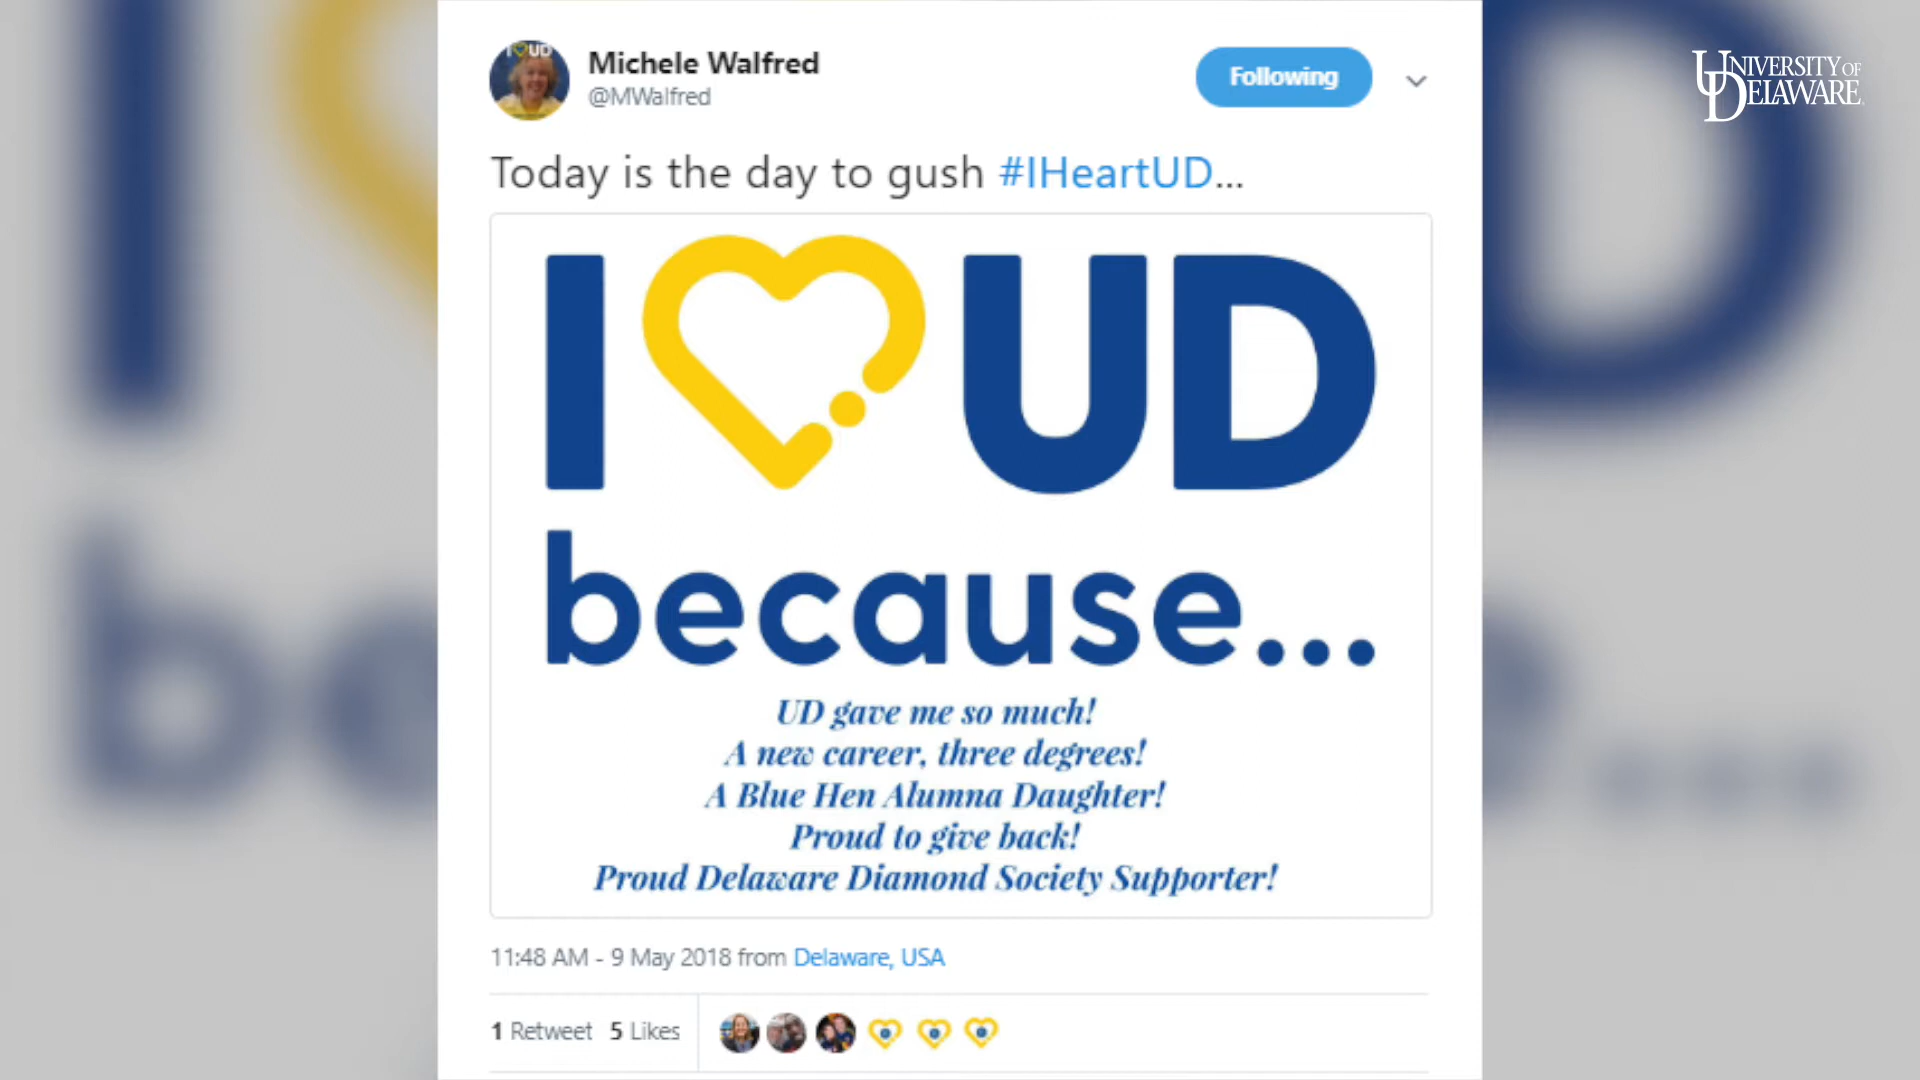 I UD
Michele Walfred
@MWalfred
Following
UNIVERSITY OF
DELAWARE
Today is the day to gush #IHeartUD...
I UD
because...
UD gave me so much!
A new career, three degrees!
A Blue Hen Alumna Daughter!
Proud to give back!
Proud Delaware Diamond Society Supporter!
11:48 AM - 9 May 2018 from Delaware, USA
1 Retweet 5 Likes